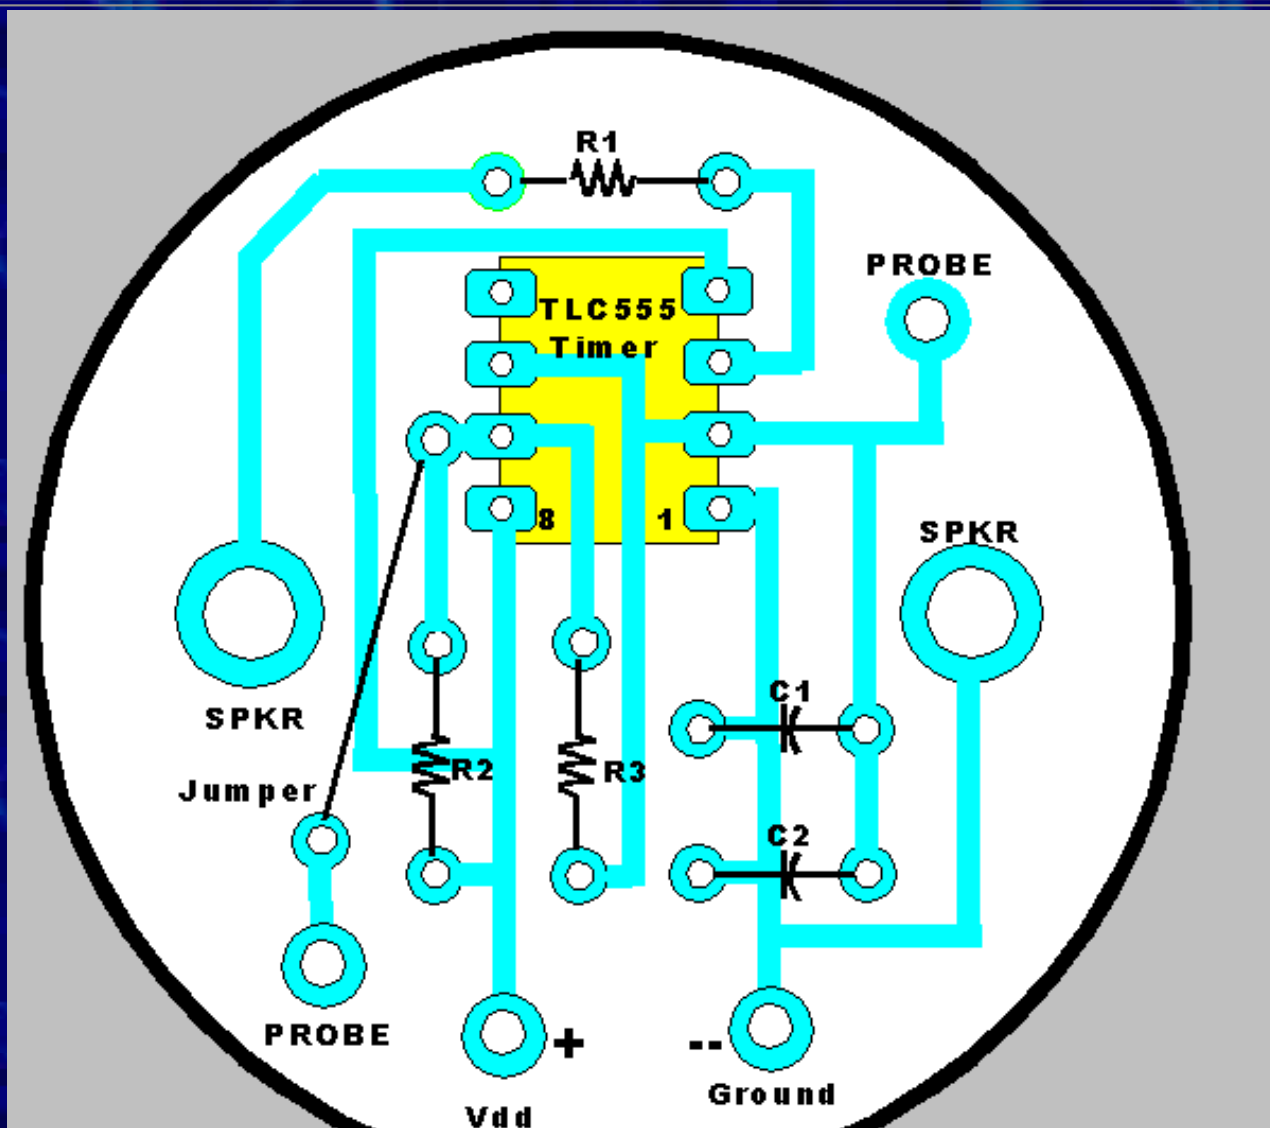 R1
PROBE
TLC555
Timer
8
1
SPKR
SPKR
C1
R2
R3
Jumper
C2
PROBE
+
--
Ground
Vdd